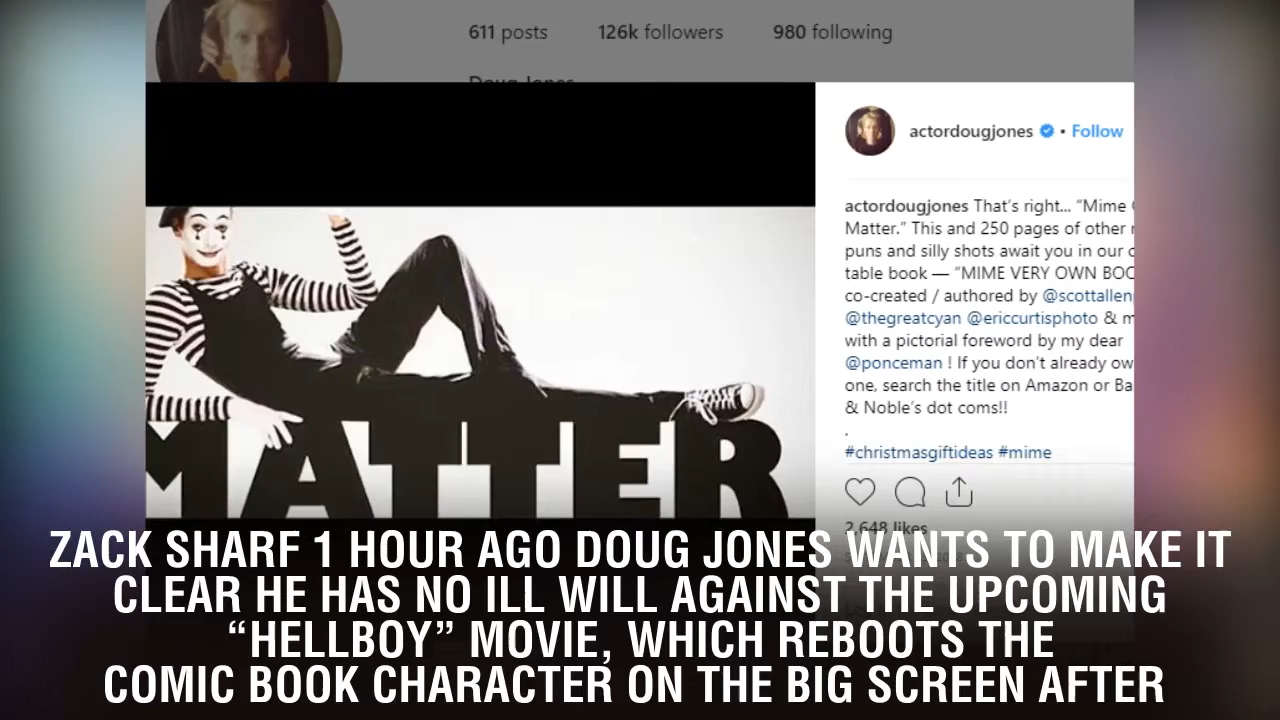 611 posts 126k followers 980 following
Doug Jones
actordougjones • Follow
actordougjones That's right... “Mime
Matter.” This and 250 pages of other
puns and silly shots await you in our
table book — “MIME VERY OWN BOO
co-created / authored by @scottallen
@thegreatcyan @ericcurtisphoto & m
with a pictorial foreword by my dear
@ponceman ! If you don't already ow
one, search the title on Amazon or Ba
& Noble's dot coms!!
.
#christmasgiftideas #mime
2,648 likes
MATTER
ZACK SHARF 1 HOUR AGO DOUG JONES WANTS TO MAKE IT
CLEAR HE HAS NO ILL WILL AGAINST THE UPCOMING
“HELLBOY” MOVIE, WHICH REBOOTS THE
COMIC BOOK CHARACTER ON THE BIG SCREEN AFTER